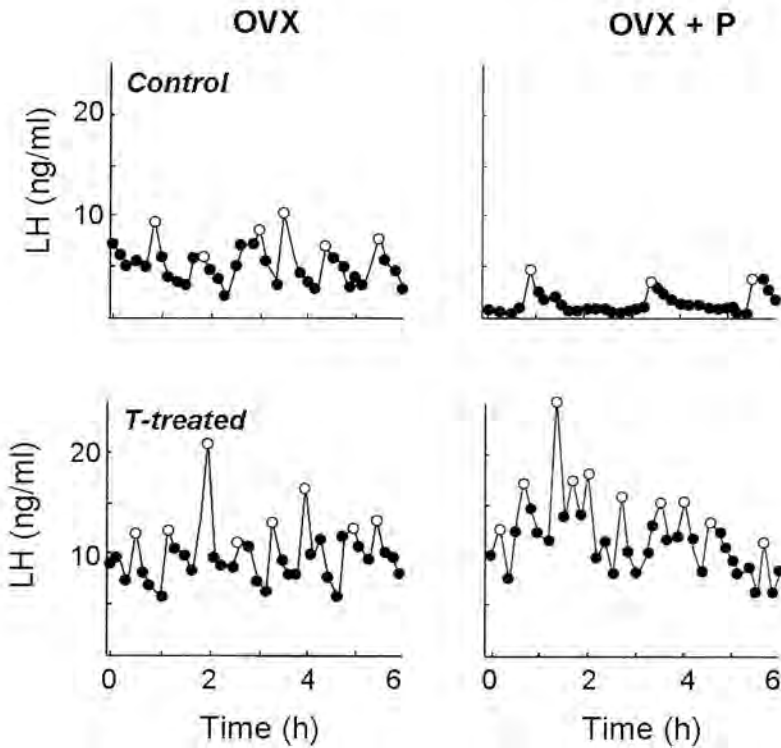 OVX
OVX + P
Control
LH (ng/ml)
20
10
T-treated
LH (ng/ml)
20
10
0
2
4
6
0
2
4
6
Time (h)
Time (h)